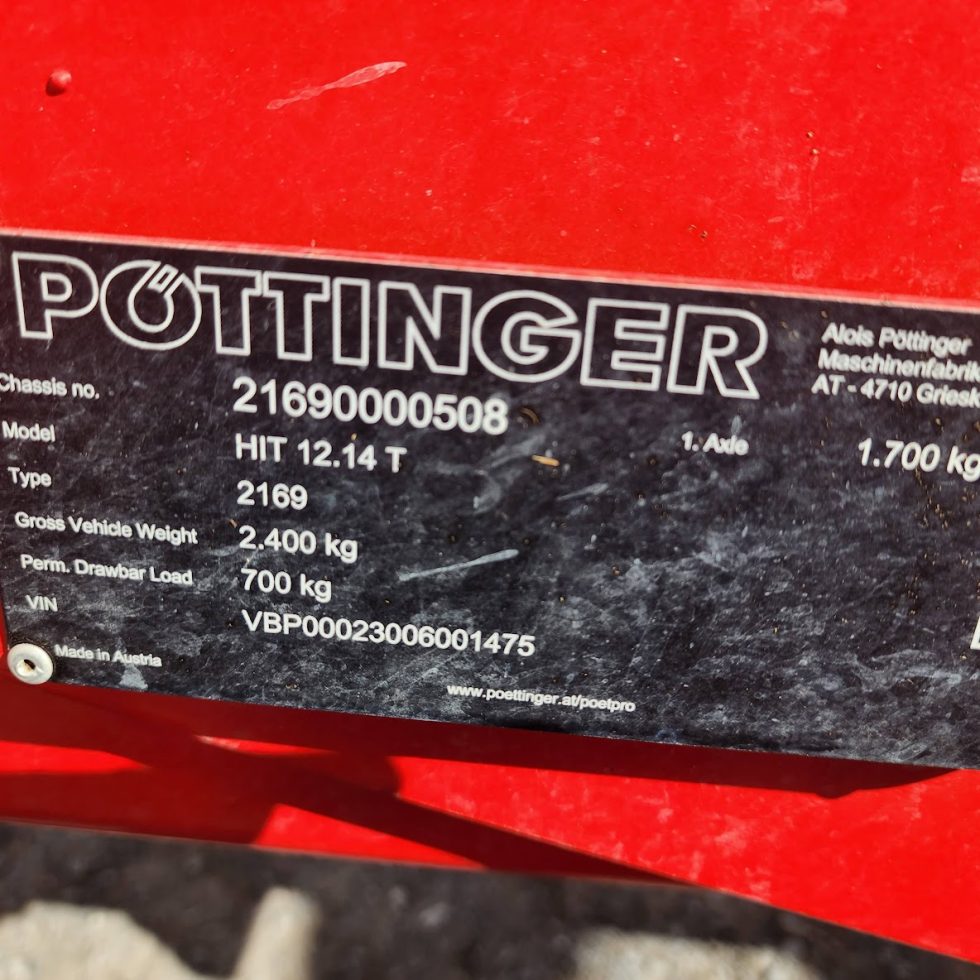 PÖTTINGER
Alois Pöttinger
Maschinenfabrik
AT - 4710
Chassis no. 21690000508
Model HIT 12.14 T 1. Axle 1.700 kg
Type 2169
Gross Vehicle Weight 2.400 kg
Perm. Drawbar Load 700 kg
VIN VBP00023006001475
Made in Austria
www.poettinger.at/poetpro